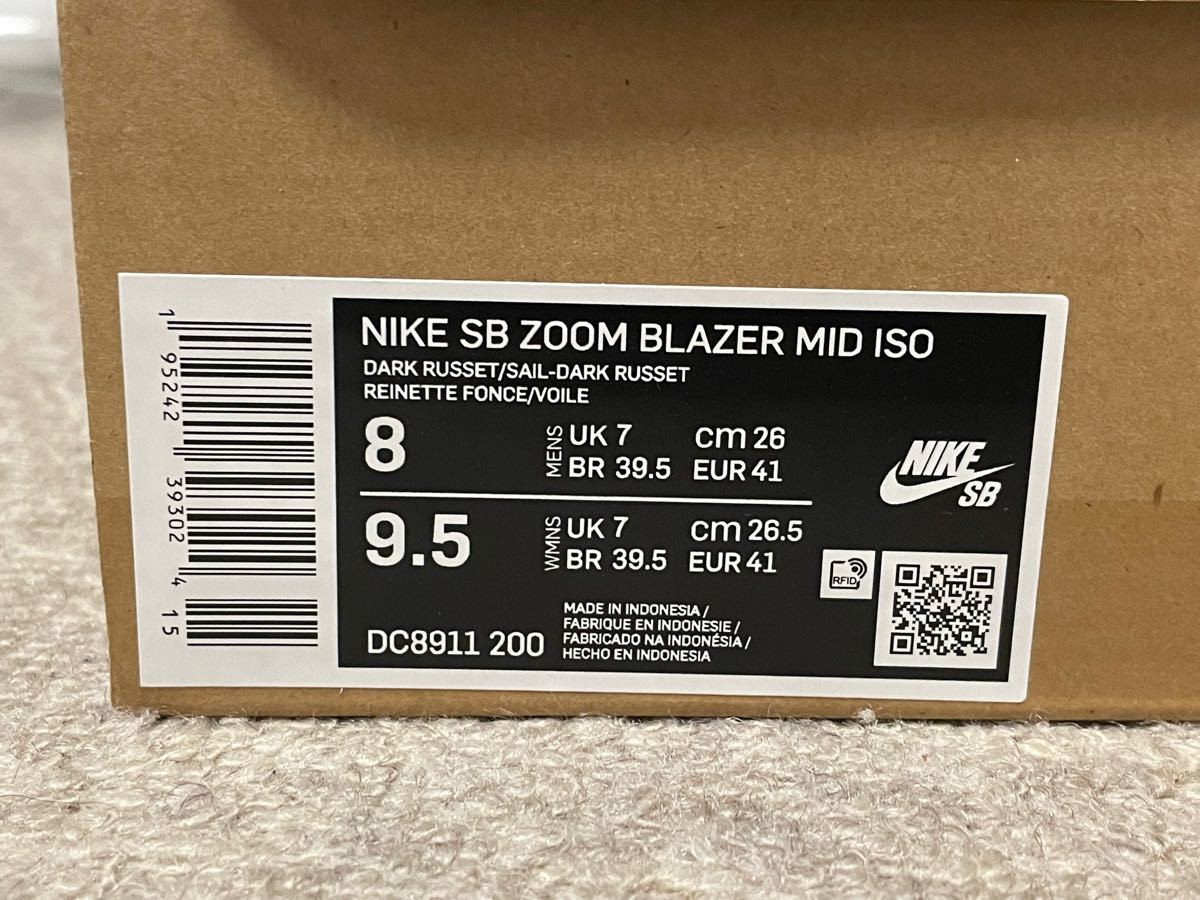 NIKE SB ZOOM BLAZER MID ISO
DARK RUSSET/SAIL-DARK RUSSET
REINETTE FONCE/VOILE
8 MENS UK 7 cm 26
BR 39.5 EUR 41
9.5 WMNS UK 7 cm 26.5
BR 39.5 EUR 41
NIKE
SB
RFID
DC8911 200
MADE IN INDONESIA /
FABRIQUE EN INDONESIE /
FABRICADO NA INDONÉSIA /
HECHO EN INDONESIA
1 95242 39302 4 15